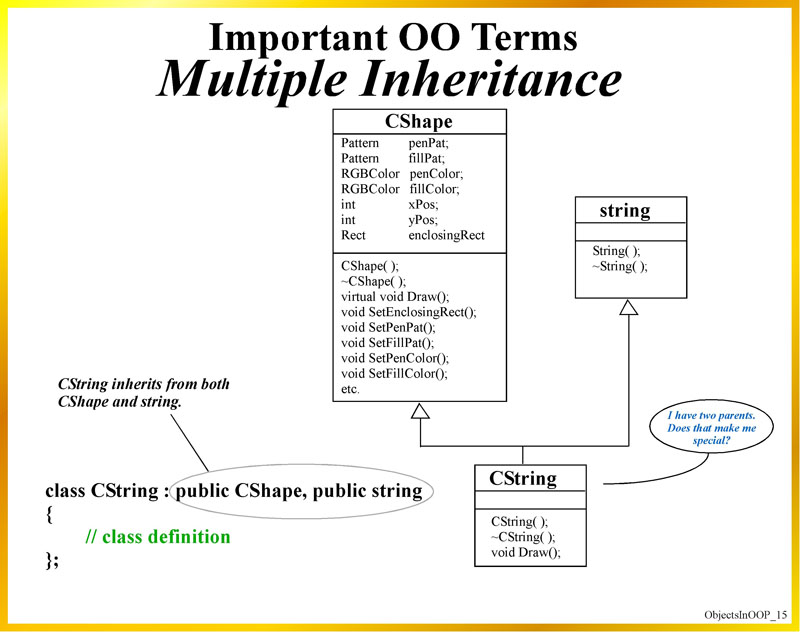 Important OO Terms
Multiple Inheritance
CShape
Pattern penPat;
Pattern fillPat;
RGBColor penColor;
RGBColor fillColor;
int xPos;
int yPos;
Rect enclosingRect
CShape( );
~CShape( );
virtual void Draw();
void SetEnclosingRect();
void SetPenPat();
void SetFillPat();
void SetPenColor();
void SetFillColor();
etc.
string
String( );
~String( );
CString inherits from both
CShape and string.
I have two parents.
Does that make me
special?
class CString : public CShape, public string
{
// class definition
};
CString
CString( );
~CString( );
void Draw();
ObjectsInOOP_15